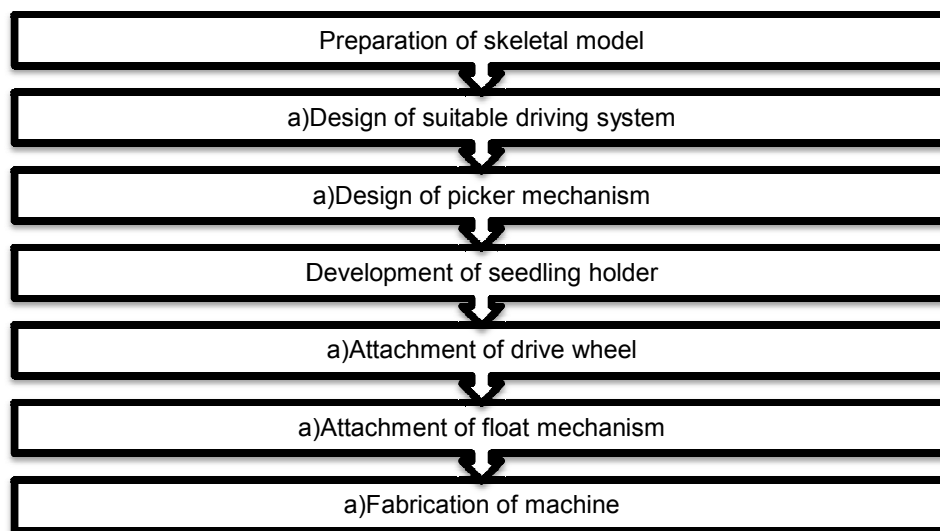 Preparation of skeletal model
a)Design of suitable driving system
a)Design of picker mechanism
Development of seedling holder
a)Attachment of drive wheel
a)Attachment of float mechanism
a)Fabrication of machine